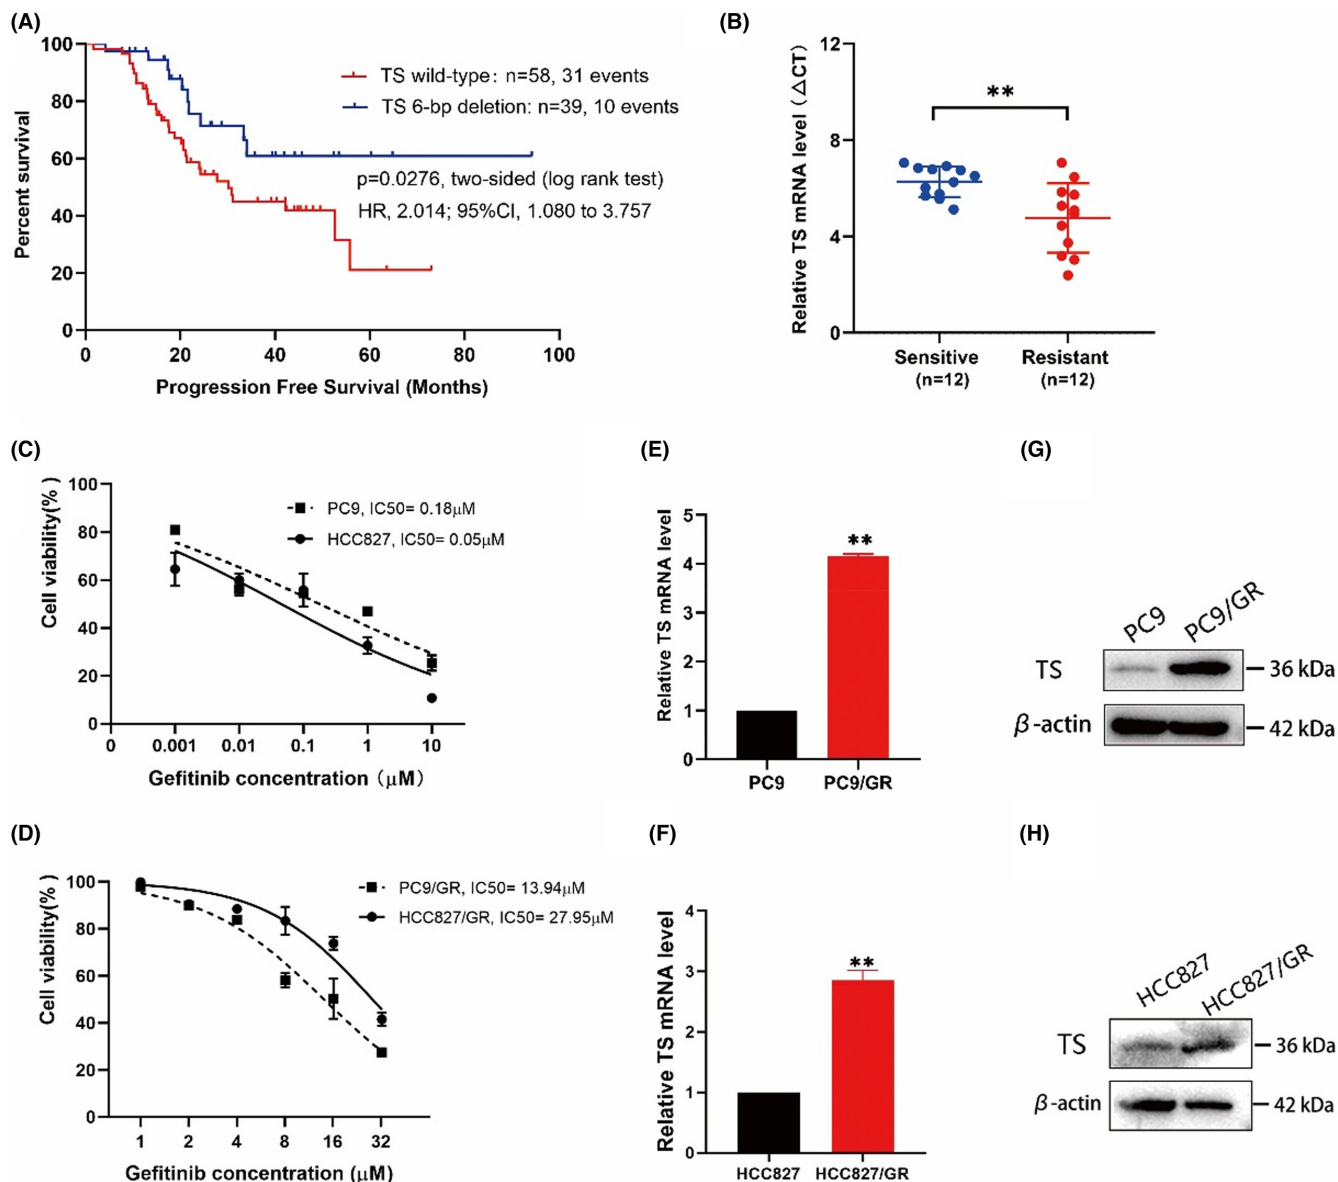 (A)
100
80
60
40
20
0
Percent survival
0 20 40 60 80 100
Progression Free Survival (Months)
TS wild-type: n=58, 31 events
TS 6-bp deletion: n=39, 10 events
p=0.0276, two-sided (log rank test)
HR, 2.014; 95%CI, 1.080 to 3.757
(B)
12
8
4
0
Relative TS mRNA level (△CT)
**
Sensitive
(n=12)
Resistant
(n=12)
(C)
100
80
60
40
20
0
Cell viability(%)
PC9, IC50= 0.18μM
HCC827, IC50= 0.05μM
0 0.001 0.01 0.1 1 10
Gefitinib concentration (μM)
(D)
100
80
60
40
20
0
Cell viability(%)
PC9/GR, IC50= 13.94μM
HCC827/GR, IC50= 27.95μM
1 2 4 8 16 32
Gefitinib concentration (μM)
(E)
5
4
3
2
1
0
Relative TS mRNA level
**
PC9 PC9/GR
(F)
4
3
2
1
0
Relative TS mRNA level
**
HCC827 HCC827/GR
(G)
PC9 PC9/GR
TS 36 kDa
β-actin 42 kDa
(H)
HCC827 HCC827/GR
TS 36 kDa
β-actin 42 kDa